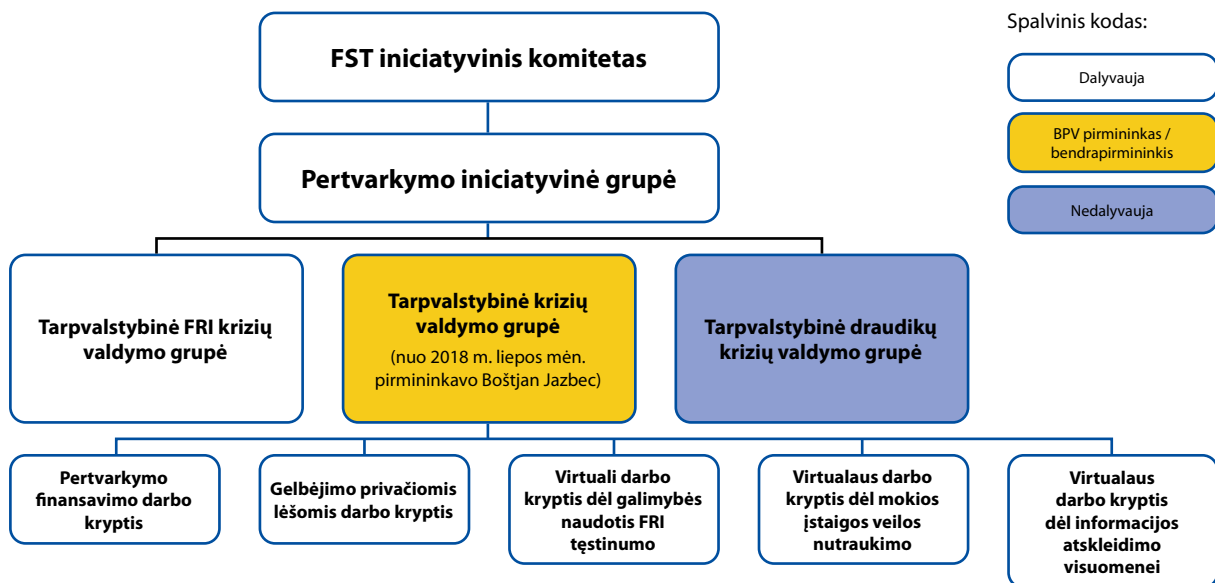 FST iniciatyvinis komitetas
Spalvinis kodas:
Dalyvauja
BPV pirmininkas /
bendrapirmininkis
Nedalyvauja
Pertvarkymo iniciatyvinė grupė
Tarpvalstybinė FRI krizių
valdymo grupė
Tarpvalstybinė krizių
valdymo grupė
(nuo 2018 m. liepos mėn.
pirmininkavo Boštjan Jazbec)
Tarpvalstybinė draudikų
krizių valdymo grupė
Pertvarkymo
finansavimo darbo
kryptis
Gelbėjimo privačiomis
lėšomis darbo kryptis
Virtuali darbo
kryptis dėl galimybės
naudotis FRI
tęstinumo
Virtualaus darbo
kryptis dėl mokios
įstaigos veilos
nutraukimo
Virtualaus
darbo kryptis
dėl informacijos
atskleidimo
visuomenei